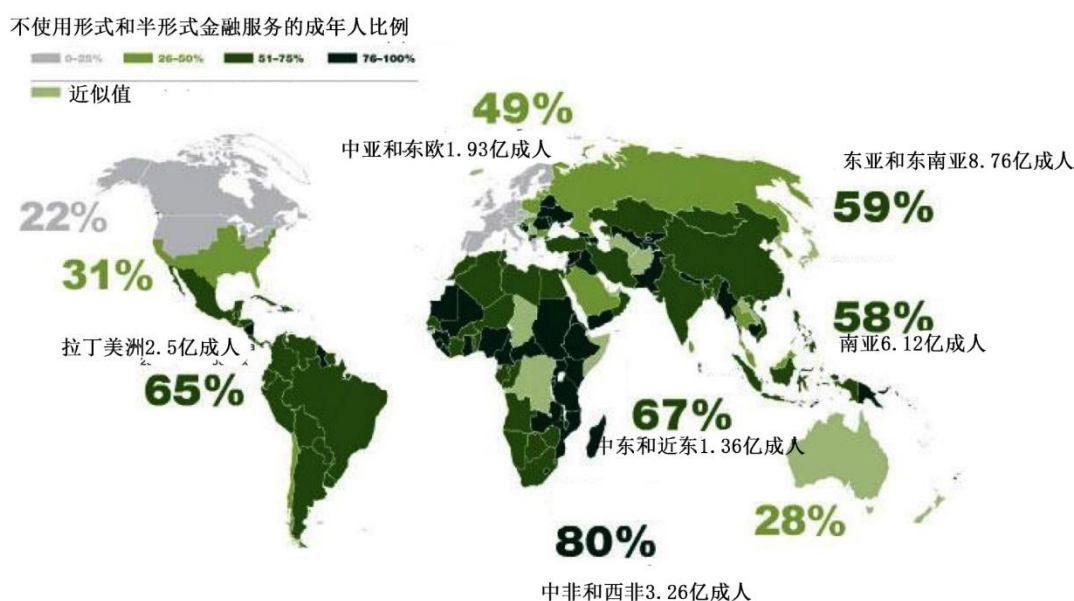 不使用形式和半形式金融服务的成年人比例
0-25% 26-50% 51-75% 76-100%
近似值
49%
中亚和东欧1.93亿成人
东亚和东南亚8.76亿成人
59%
22%
31%
58%
南亚6.12亿成人
拉丁美洲2.5亿成人
65%
67%
中东和近东1.36亿成人
28%
80%
中非和西非3.26亿成人